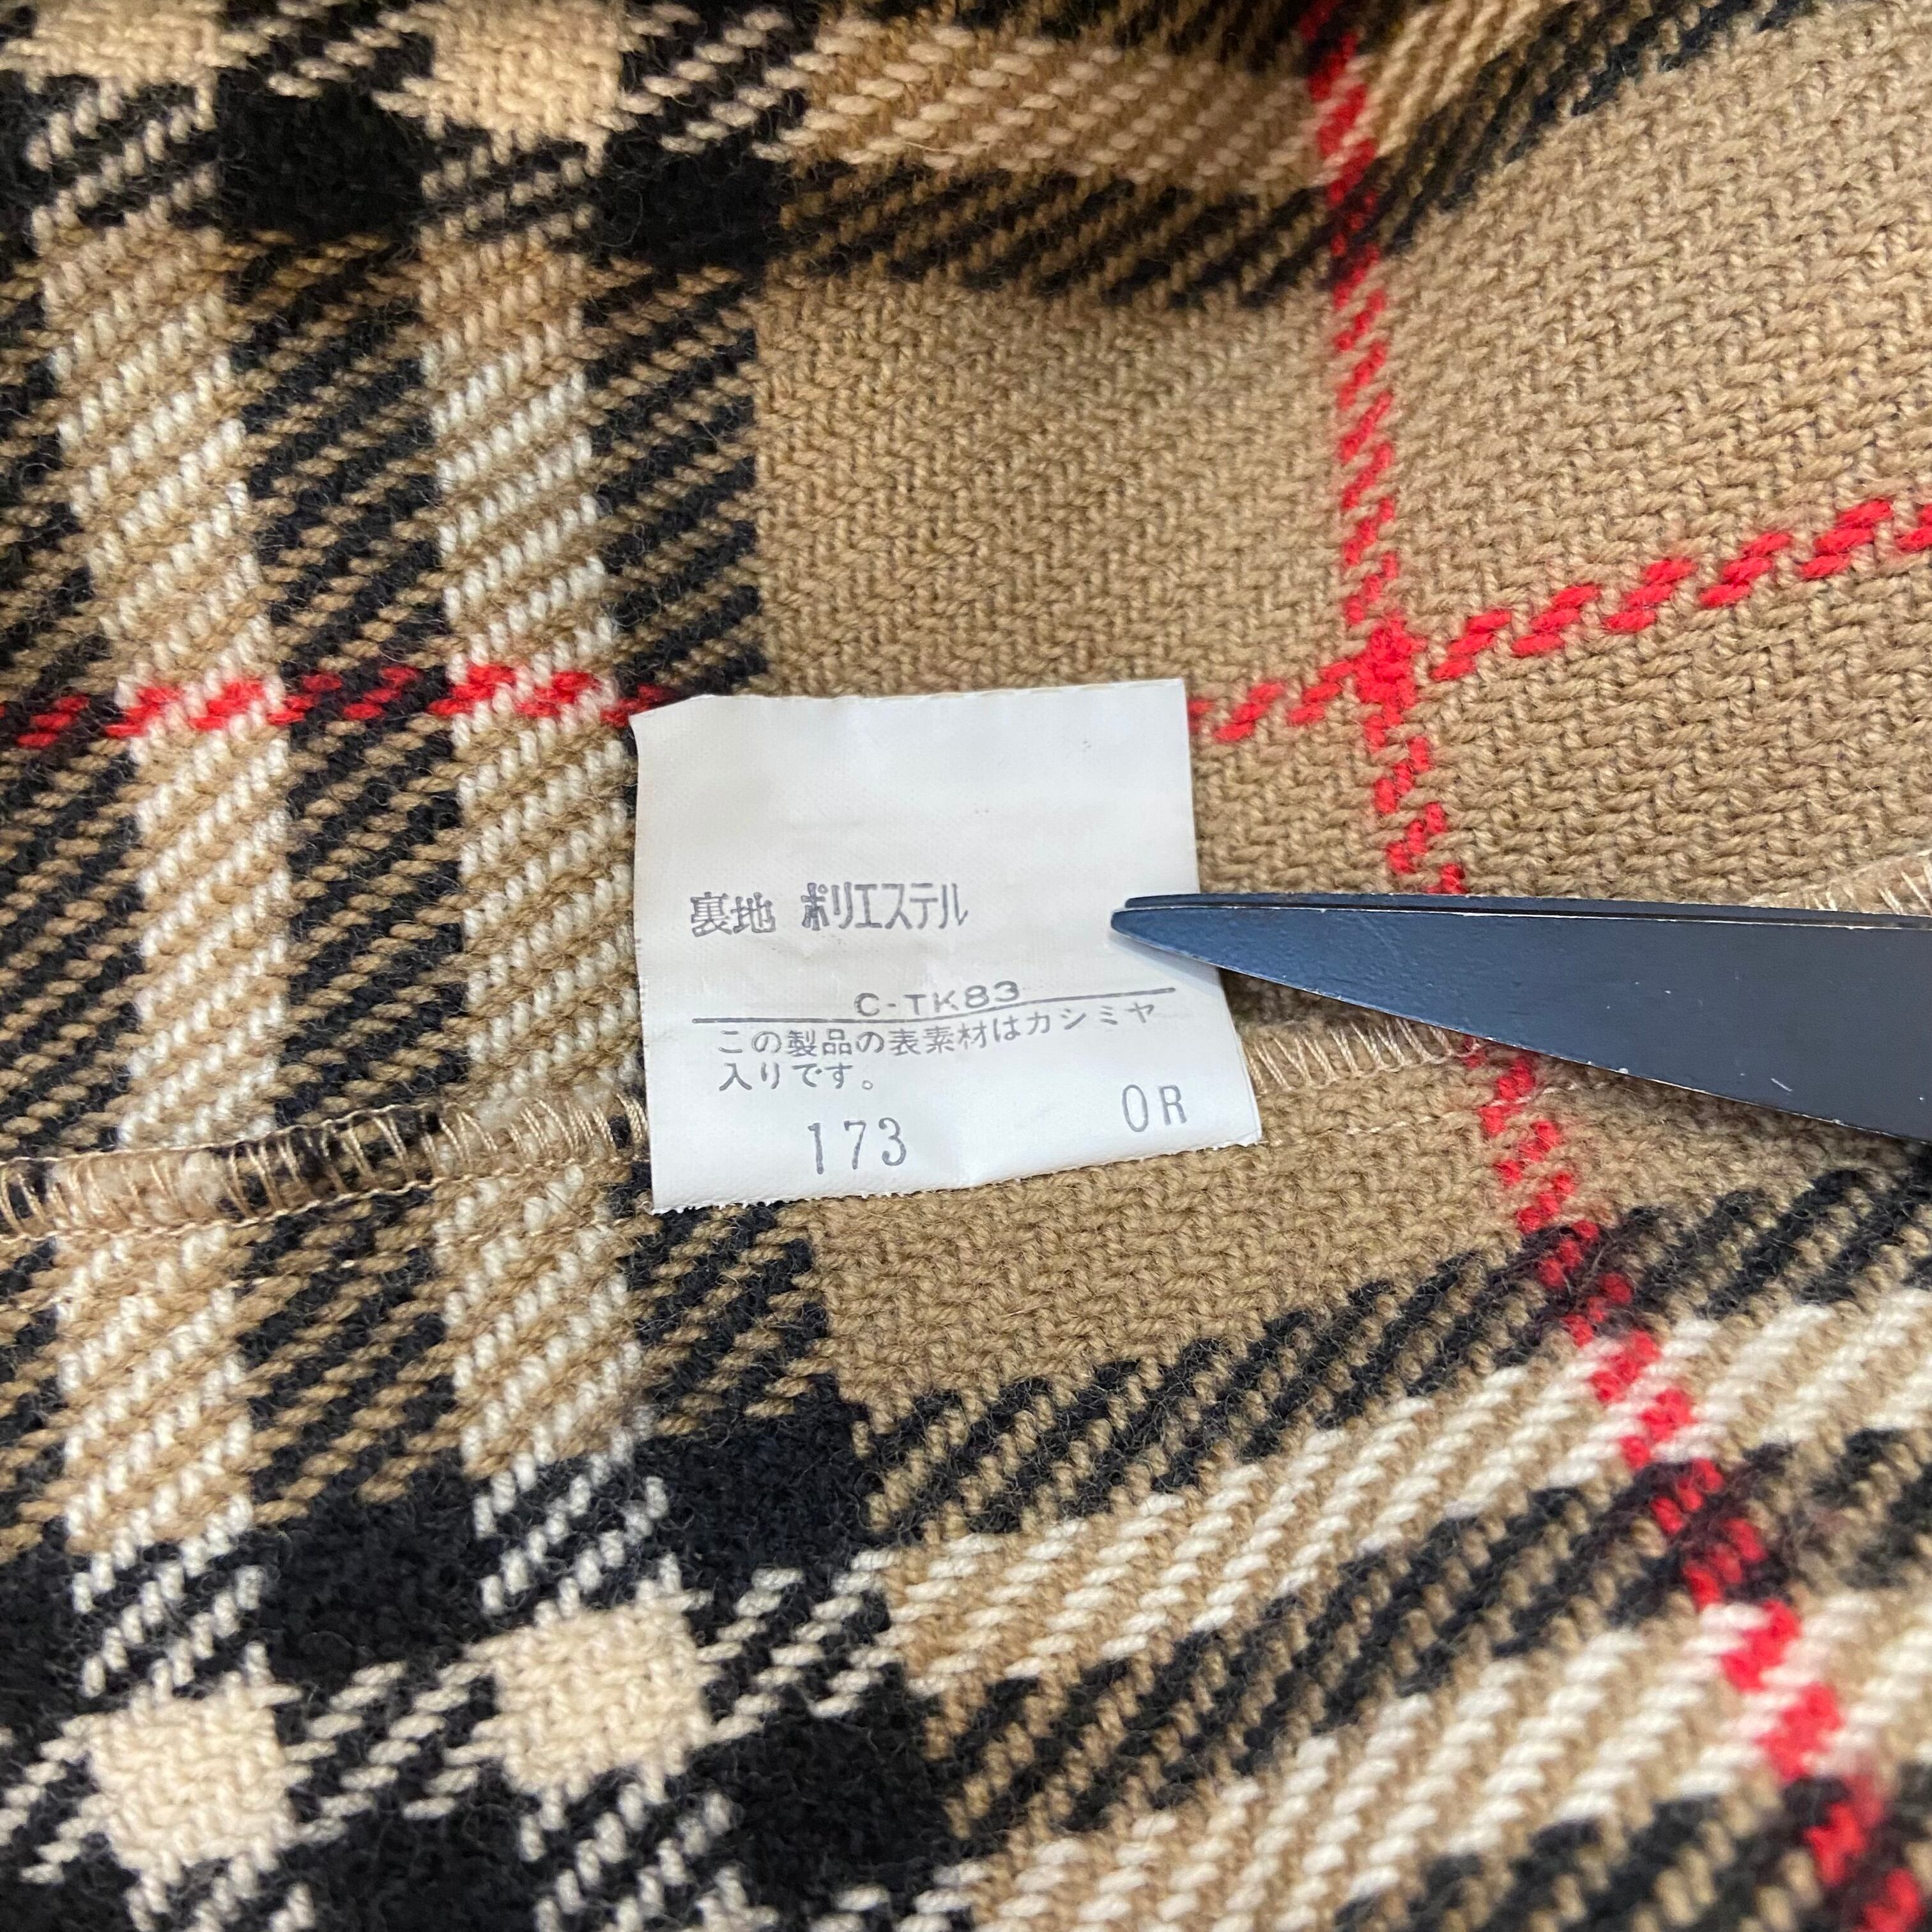 裏地 ポリエステル
C-TK83
この製品の表素材はカシミヤ
入りです。
173 OR